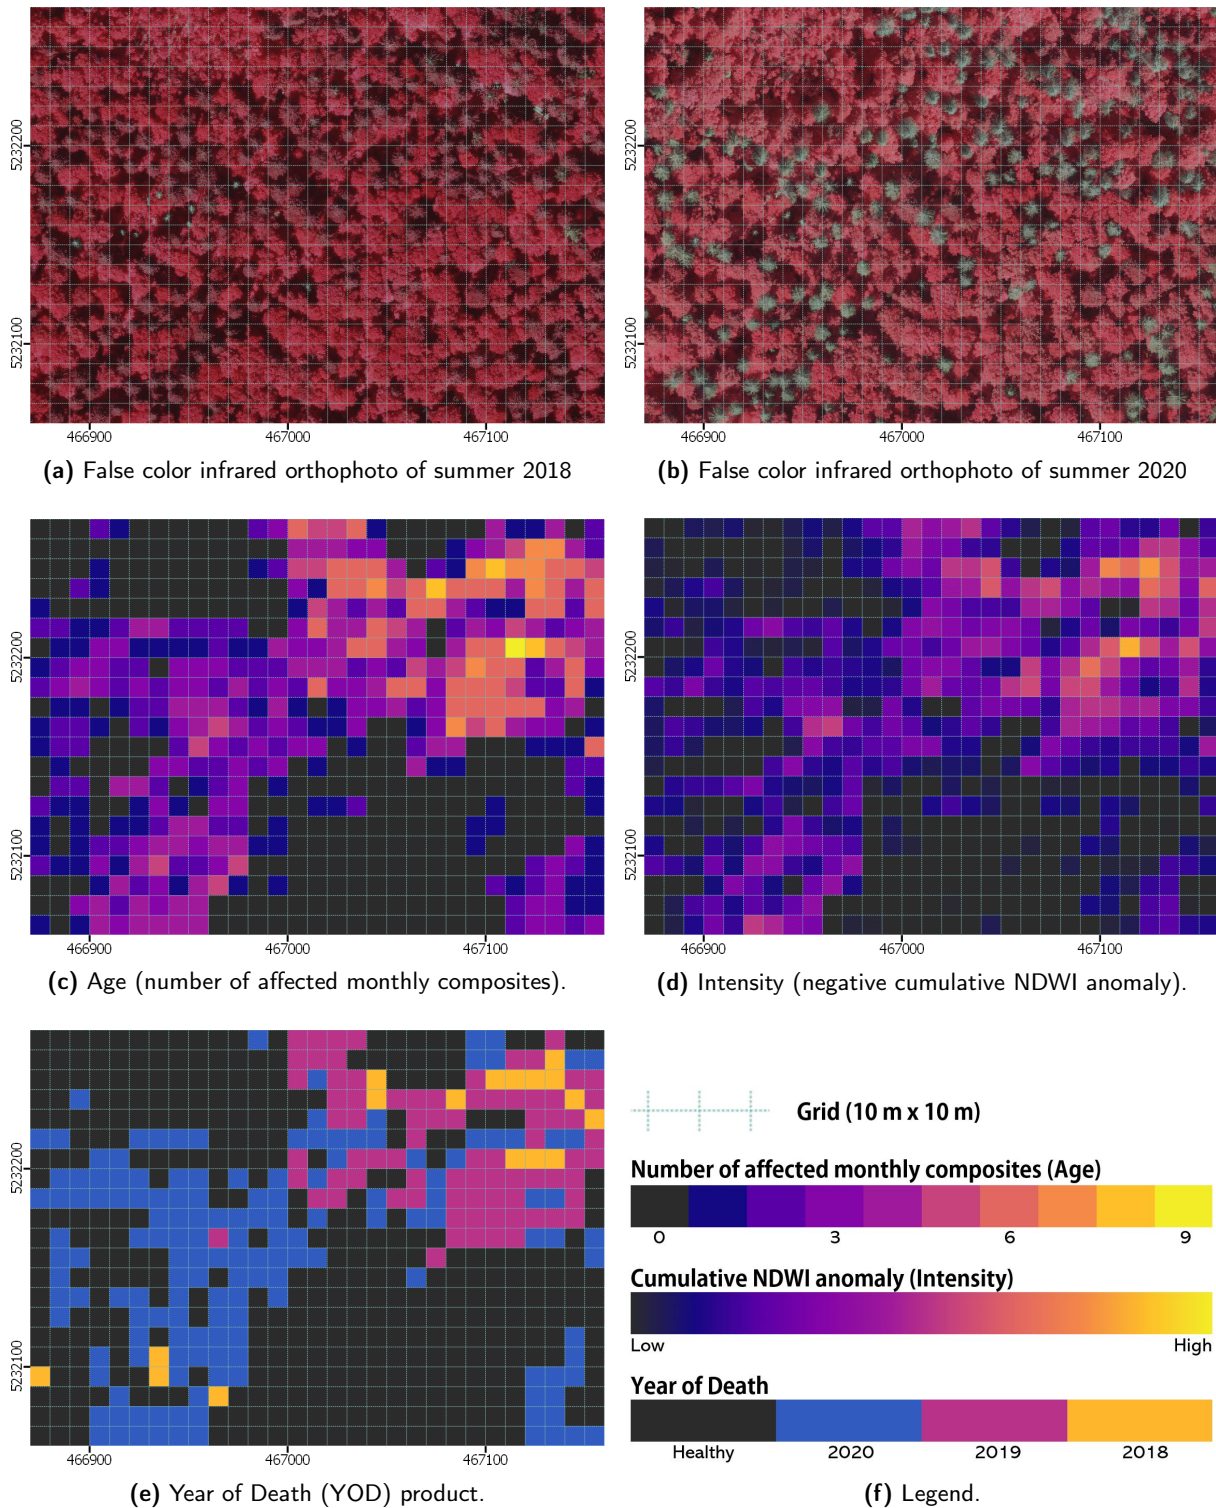 5232200
5232100
466900 467000 467100
(a) False color infrared orthophoto of summer 2018
5232200
5232100
466900 467000 467100
(b) False color infrared orthophoto of summer 2020
5232200
5232100
466900 467000 467100
(c) Age (number of affected monthly composites).
5232200
5232100
466900 467000 467100
(d) Intensity (negative cumulative NDWI anomaly).
5232200
5232100
466900 467000 467100
(e) Year of Death (YOD) product.
Grid (10 m x 10 m)
Number of affected monthly composites (Age)
0 3 6 9
Cumulative NDWI anomaly (Intensity)
Low High
Year of Death
Healthy 2020 2019 2018
(f) Legend.